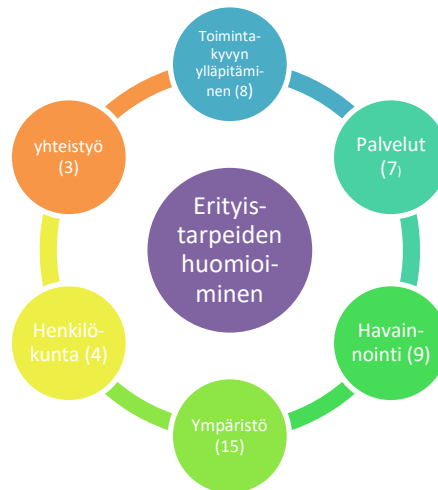 Toiminta-
kyvyn
ylläpitämi-
nen (8)
Palvelut
(7)
Havain-
nointi (9)
Ympäristö
(15)
Henkilö-
kunta (4)
yhteistyö
(3)
Erityis-
tarpeiden
huomioi-
minen